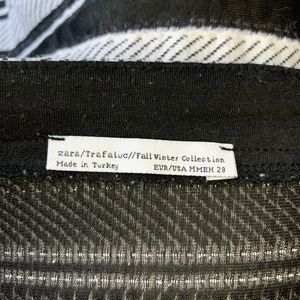 zara/Trafaluc//Fall Winter Collection
Made in Turkey EUR/USA MMEH 28